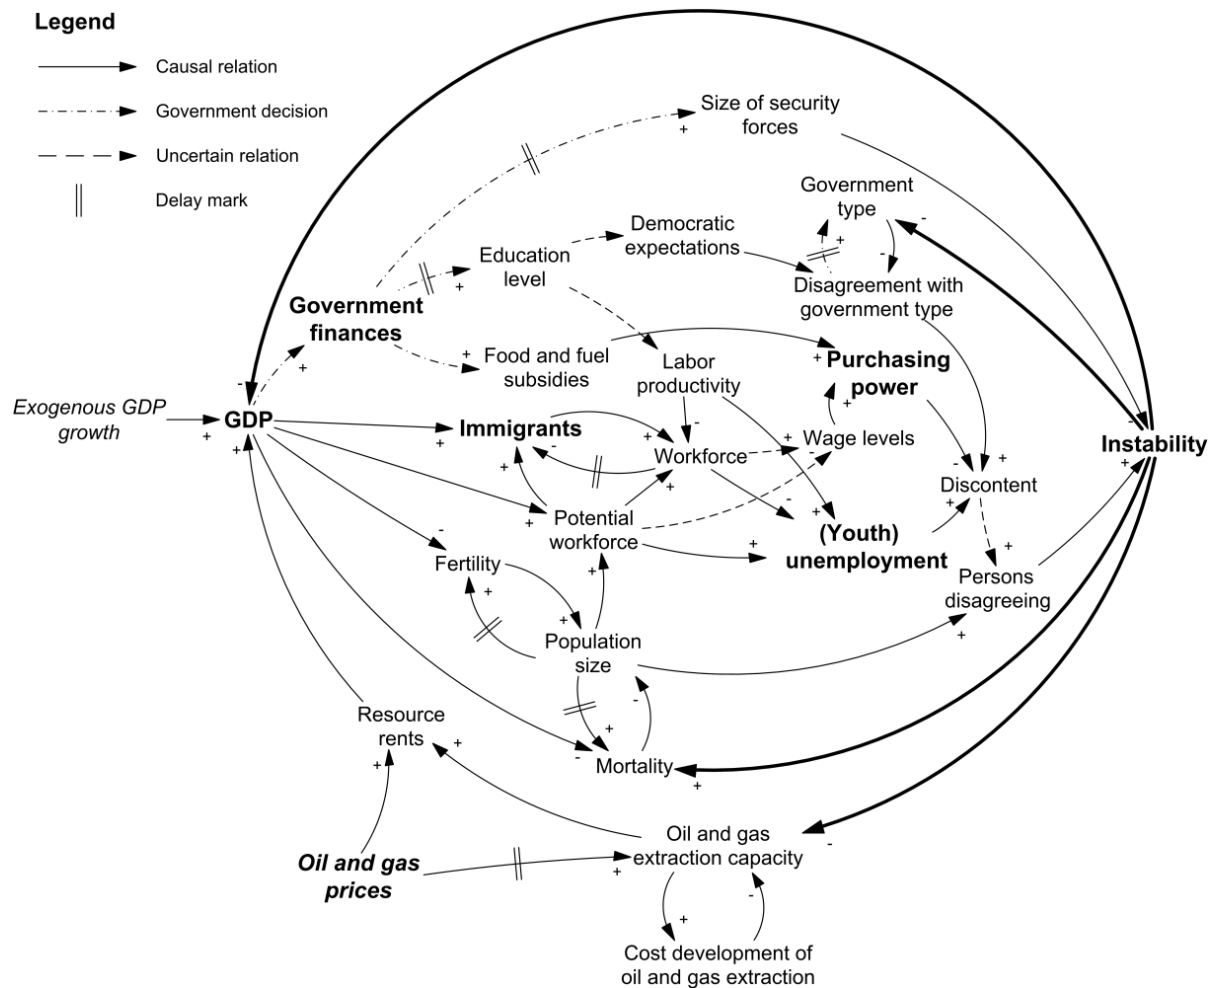 Legend
Causal relation
Government decision
Uncertain relation
Delay mark
Size of security
forces
+
Government
type
-
+
-
Democratic
expectations
Education
level
+
Disagreement with
government type
Government
finances
+
Food and fuel
subsidies
+
Labor
productivity
+
Purchasing
power
+
-
Exogenous GDP
growth
+
GDP
+
Immigrants
+
-
+
+
-
Workforce
+
-
Wage levels
-
Instability
+
-
+
Discontent
+
+
+
Potential
workforce
-
+
(Youth)
unemployment
+
+
-
Fertility
+
+
+
Persons
disagreeing
+
Population
size
-
+
Resource
rents
+
+
-
Mortality
+
Oil and gas
prices
+
Oil and gas
extraction capacity
-
+
-
Cost development of
oil and gas extraction